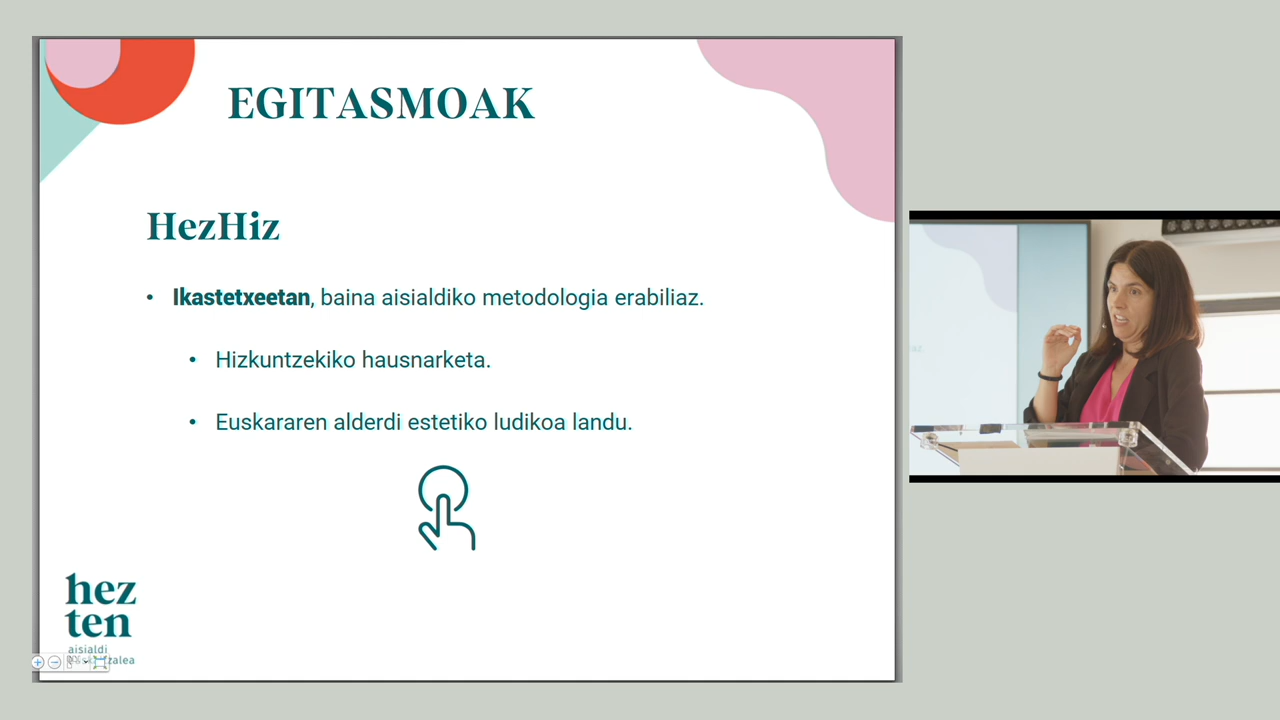 EGITASMOAK
HezHiz
• Ikastetxeetan, baina aisialdiko metodologia erabiliaz.
• Hizkuntzekiko hausnarketa.
• Euskararen alderdi estetiko ludikoa landu.
hez
ten
aisialdi